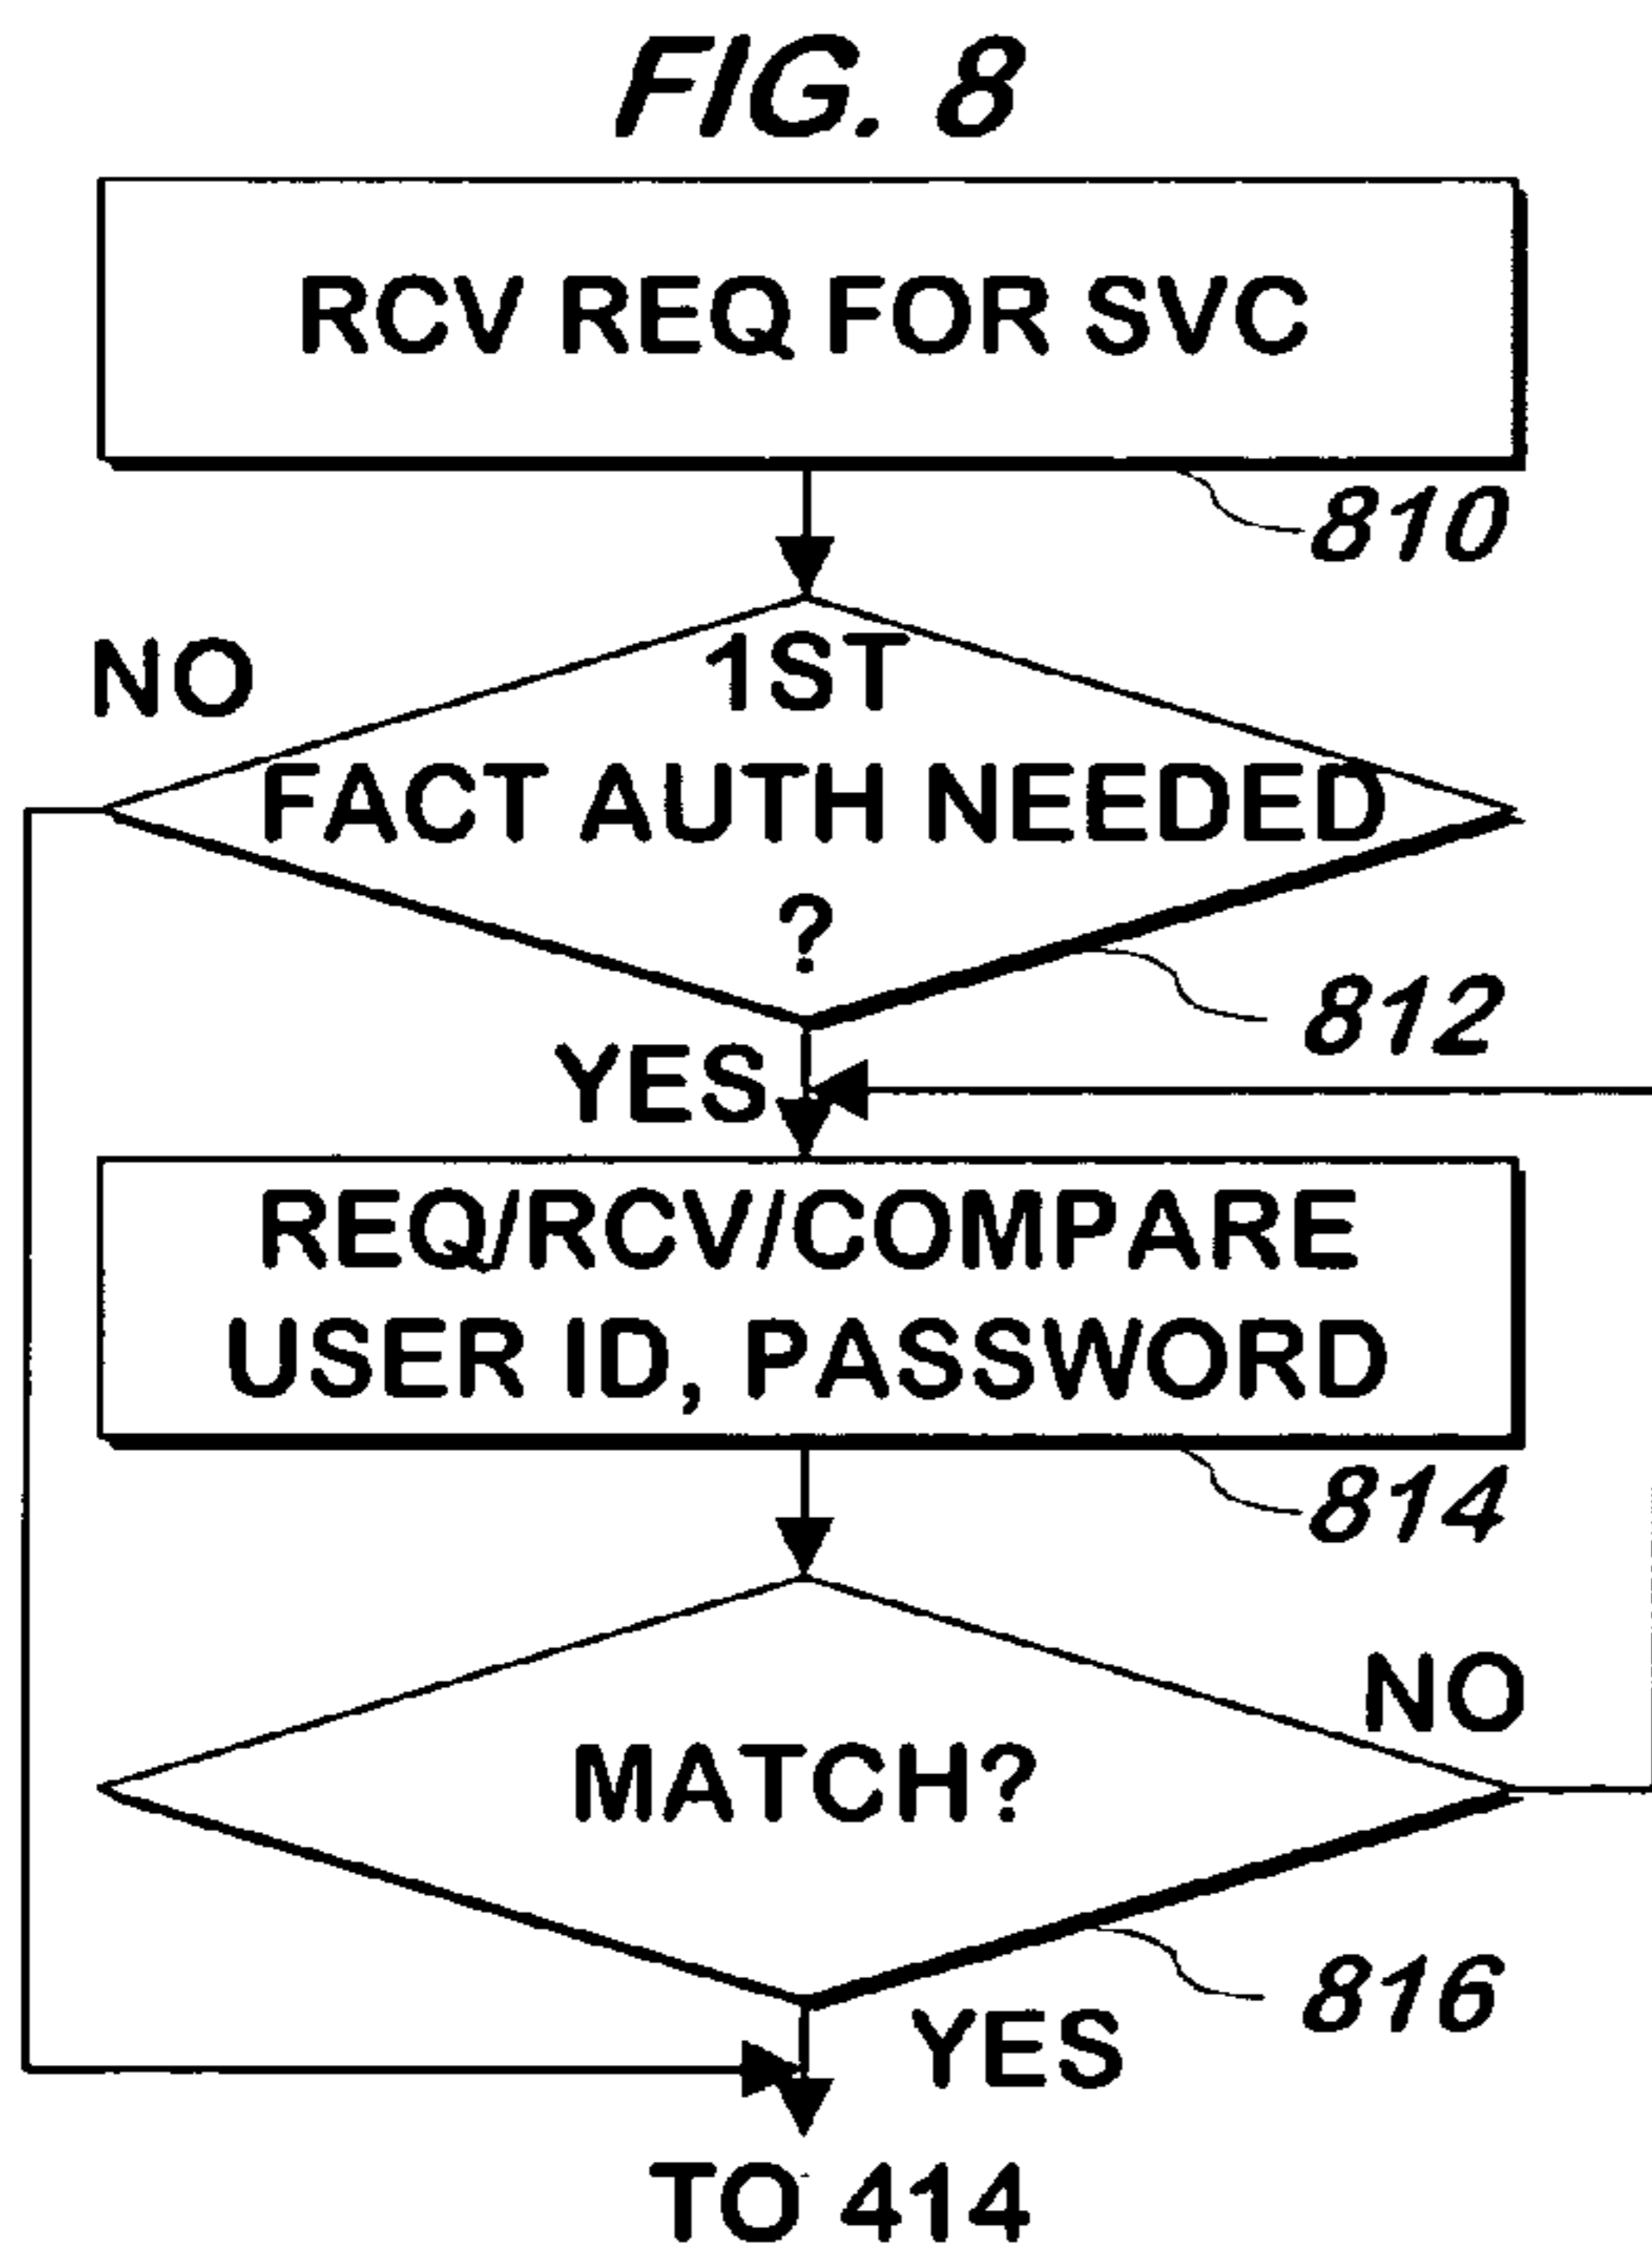 FIG. 8
RCV REQ FOR SVC
810
NO
1ST
FACT AUTH NEEDED
?
812
YES
REQ/RCV/COMPARE
USER ID, PASSWORD
814
NO
MATCH?
816
YES
TO 414